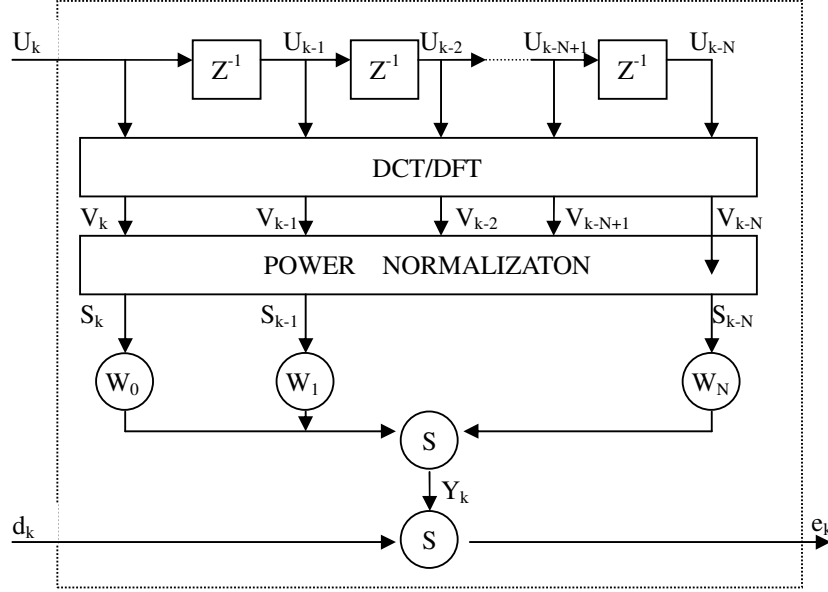 U_k U_k-1 U_k-2 U_k-N+1 U_k-N
Z^-1 Z^-1 Z^-1
DCT/DFT
V_k V_k-1 V_k-2 V_k-N+1 V_k-N
POWER NORMALIZATON
S_k S_k-1 S_k-N
W_0 W_1 W_N
S
Y_k
d_k e_k
S